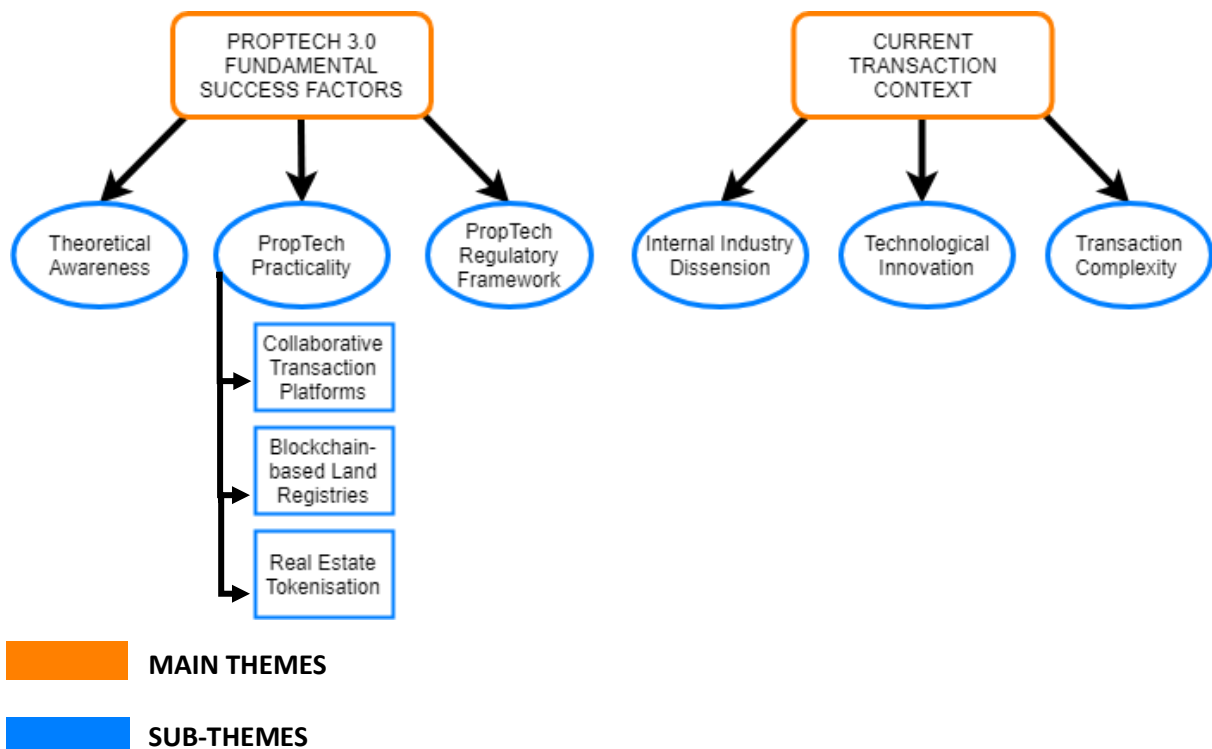 PROPTECH 3.0
FUNDAMENTAL
SUCCESS FACTORS
CURRENT
TRANSACTION
CONTEXT
Theoretical
Awareness
PropTech
Practicality
PropTech
Regulatory
Framework
Internal Industry
Dissension
Technological
Innovation
Transaction
Complexity
Collaborative
Transaction
Platforms
Blockchain-
based Land
Registries
Real Estate
Tokenisation
MAIN THEMES
SUB-THEMES